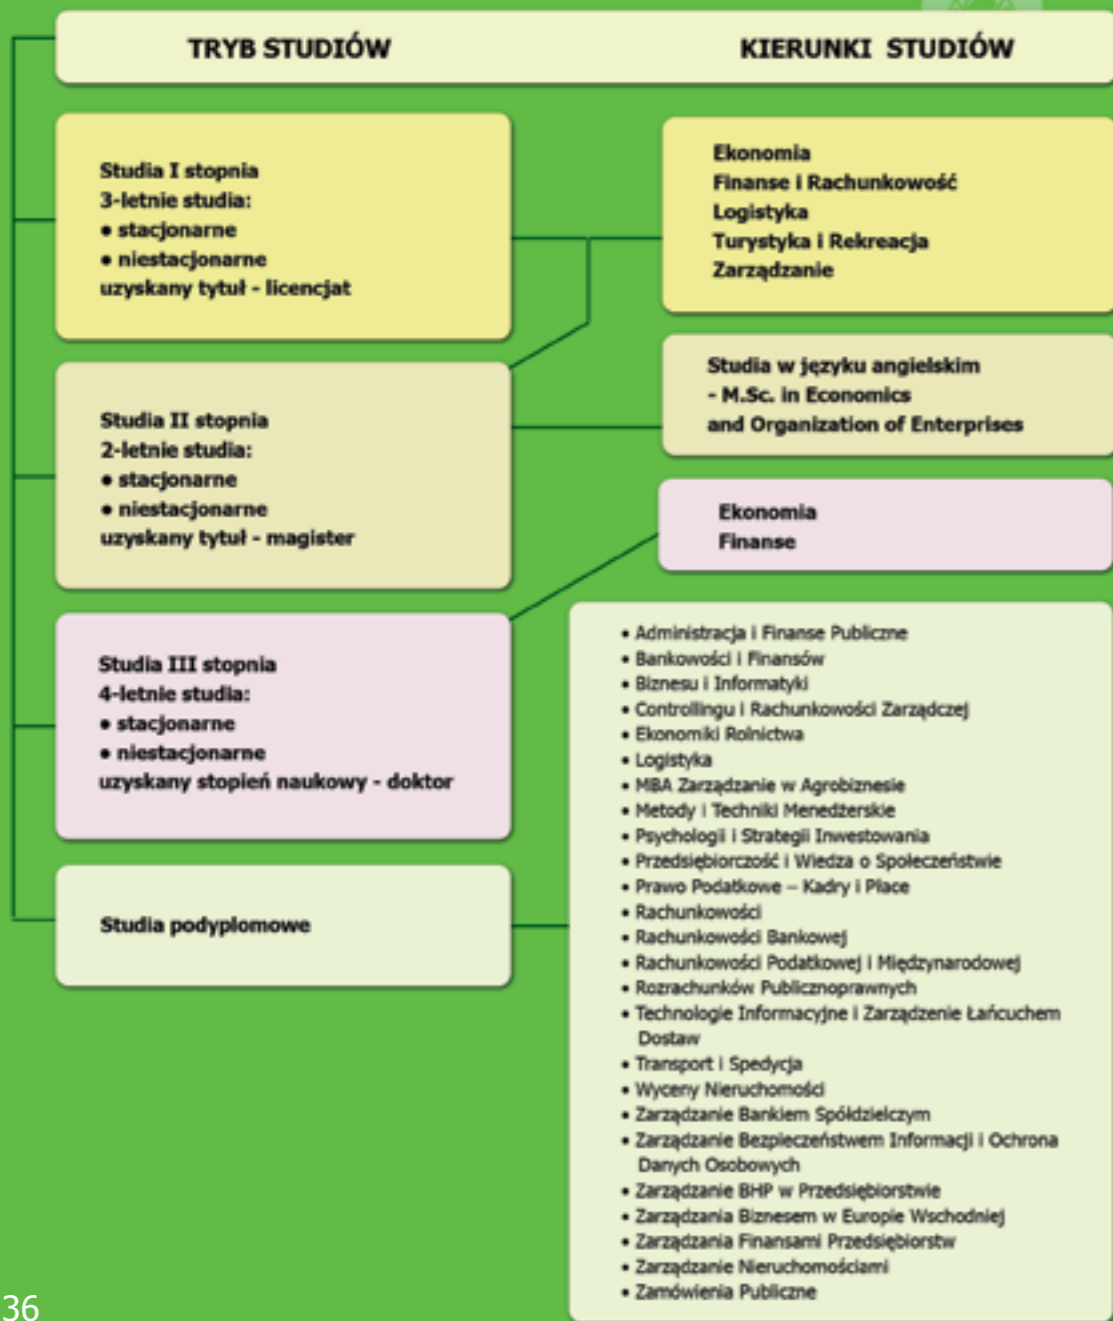 TRYB STUDIÓW
KIERUNKI STUDIÓW
Studia I stopnia
3-letnie studia:
• stacjonarne
• niestacjonarne
uzyskany tytuł - licencjat
Ekonomia
Finanse i Rachunkowość
Logistyka
Turystyka i Rekreacja
Zarządzanie
Studia II stopnia
2-letnie studia:
• stacjonarne
• niestacjonarne
uzyskany tytuł - magister
Studia w języku angielskim
- M.Sc. in Economics
and Organization of Enterprises
Studia III stopnia
4-letnie studia:
• stacjonarne
• niestacjonarne
uzyskany stopień naukowy - doktor
Ekonomia
Finanse
Studia podyplomowe
• Administracja i Finanse Publiczne
• Bankowości i Finansów
• Biznesu i Informatyki
• Controllingu i Rachunkowości Zarządczej
• Ekonomiki Rolnictwa
• Logistyka
• MBA Zarządzanie w Agrobiznesie
• Metody i Techniki Menedżerskie
• Psychologii i Strategii Inwestowania
• Przedsiębiorczość i Wiedza o Społeczeństwie
• Prawo Podatkowe – Kadry i Płace
• Rachunkowości
• Rachunkowości Bankowej
• Rachunkowości Podatkowej i Międzynarodowej
• Rozrachunków Publicznoprawnych
• Technologie Informacyjne i Zarządzenie Łańcuchem
Dostaw
• Transport i Spedycja
• Wyceny Nieruchomości
• Zarządzanie Bankiem Spółdzielczym
• Zarządzanie Bezpieczeństwem Informacji i Ochrona
Danych Osobowych
• Zarządzanie BHP w Przedsiębiorstwie
• Zarządzania Biznesem w Europie Wschodniej
• Zarządzania Finansami Przedsiębiorstw
• Zarządzanie Nieruchomościami
• Zamówienia Publiczne
36